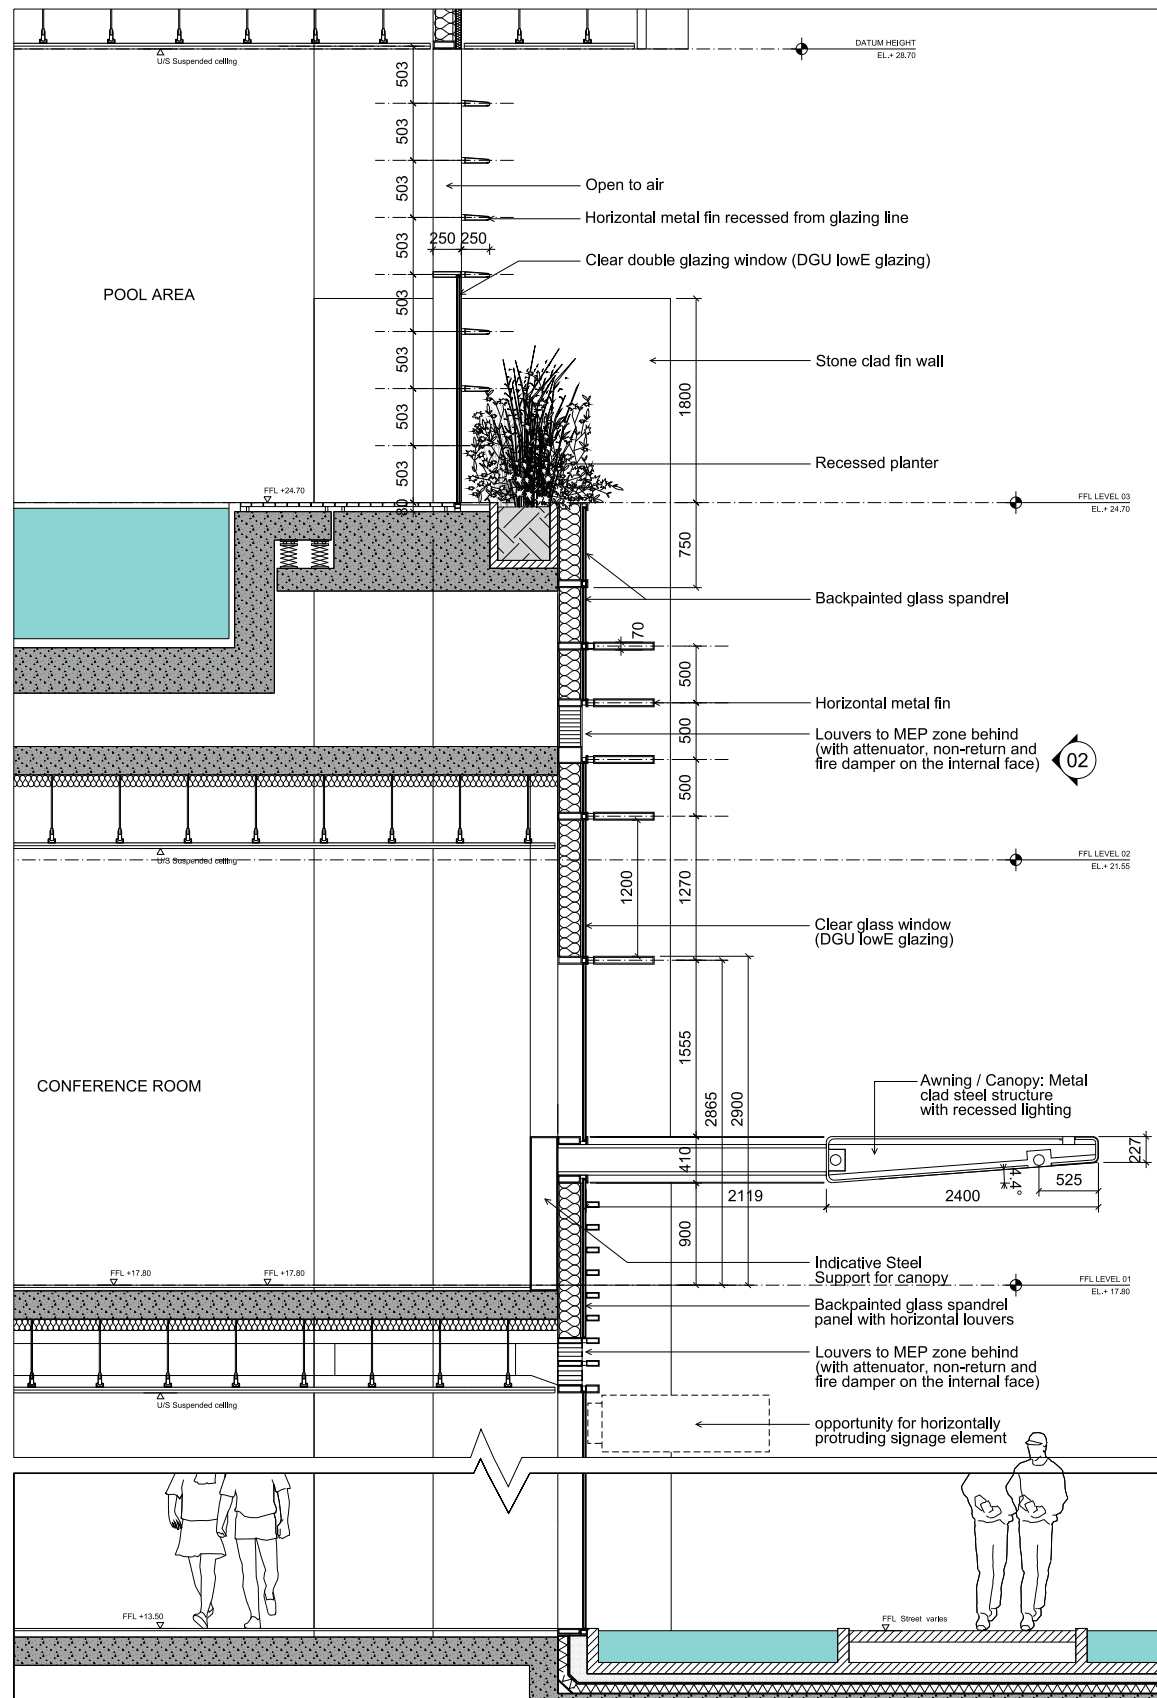 DATUM HEIGHT
EL.+ 28.70
U/S Suspended ceiling
503
503
503
Open to air
Horizontal metal fin recessed from glazing line
503
250
250
Clear double glazing window (DGU lowE glazing)
POOL AREA
503
503
Stone clad fin wall
1800
503
Recessed planter
503
FFL +24.70
80
FFL LEVEL 03
EL.+ 24.70
750
Backpainted glass spandrel
70
500
Horizontal metal fin
500
Louvers to MEP zone behind
(with attenuator, non-return and
fire damper on the internal face)
02
500
U/S Suspended ceiling
FFL LEVEL 02
EL.+ 21.55
1200
1270
Clear glass window
(DGU lowE glazing)
1555
CONFERENCE ROOM
Awning / Canopy: Metal
clad steel structure
with recessed lighting
2865
2900
410
227
4.4°
525
2119
2400
900
Indicative Steel
Support for canopy
FFL +17.80
FFL +17.80
FFL LEVEL 01
EL.+ 17.80
Backpainted glass spandrel
panel with horizontal louvers
Louvers to MEP zone behind
(with attenuator, non-return and
fire damper on the internal face)
U/S Suspended ceiling
opportunity for horizontally
protruding signage element
FFL +13.50
FFL Street varies